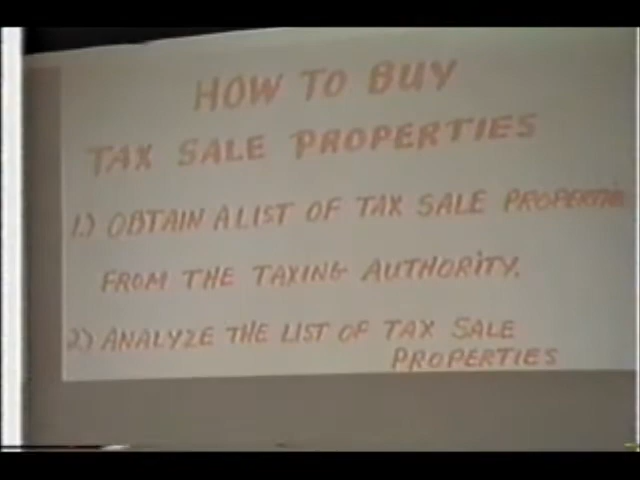 HOW TO BUY
TAX SALE PROPERTIES
1.) OBTAIN A LIST OF TAX SALE PROPERTIES
FROM THE TAXING AUTHORITY.
2.) ANALYZE THE LIST OF TAX SALE
PROPERTIES